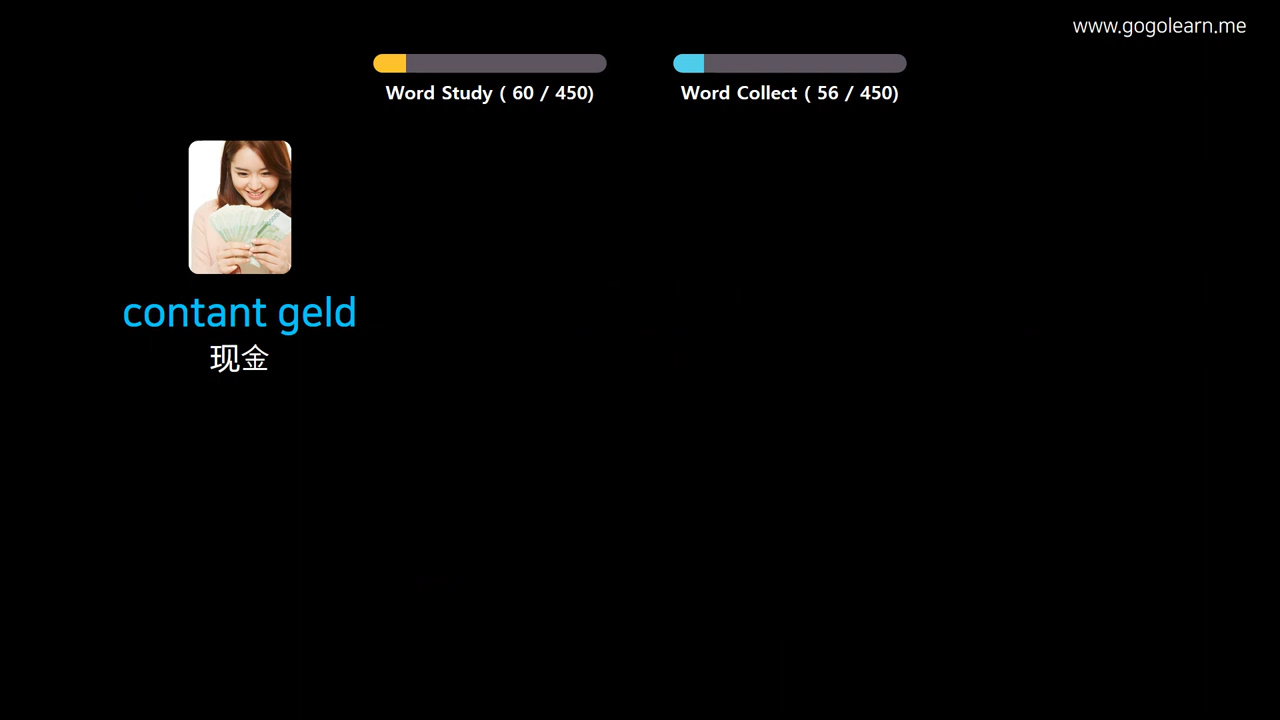 www.gogolearn.me
Word Study ( 60 / 450)
Word Collect ( 56 / 450)
contant geld
现金